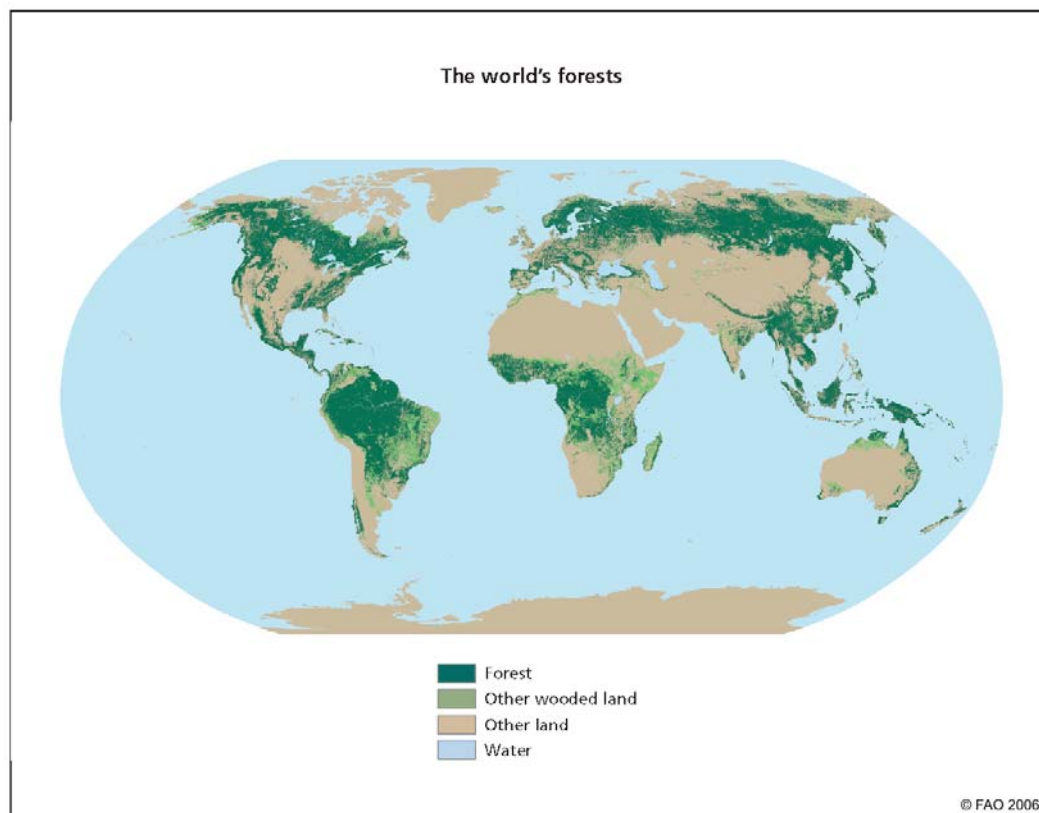 The world's forests
Forest
Other wooded land
Other land
Water
© FAO 2006